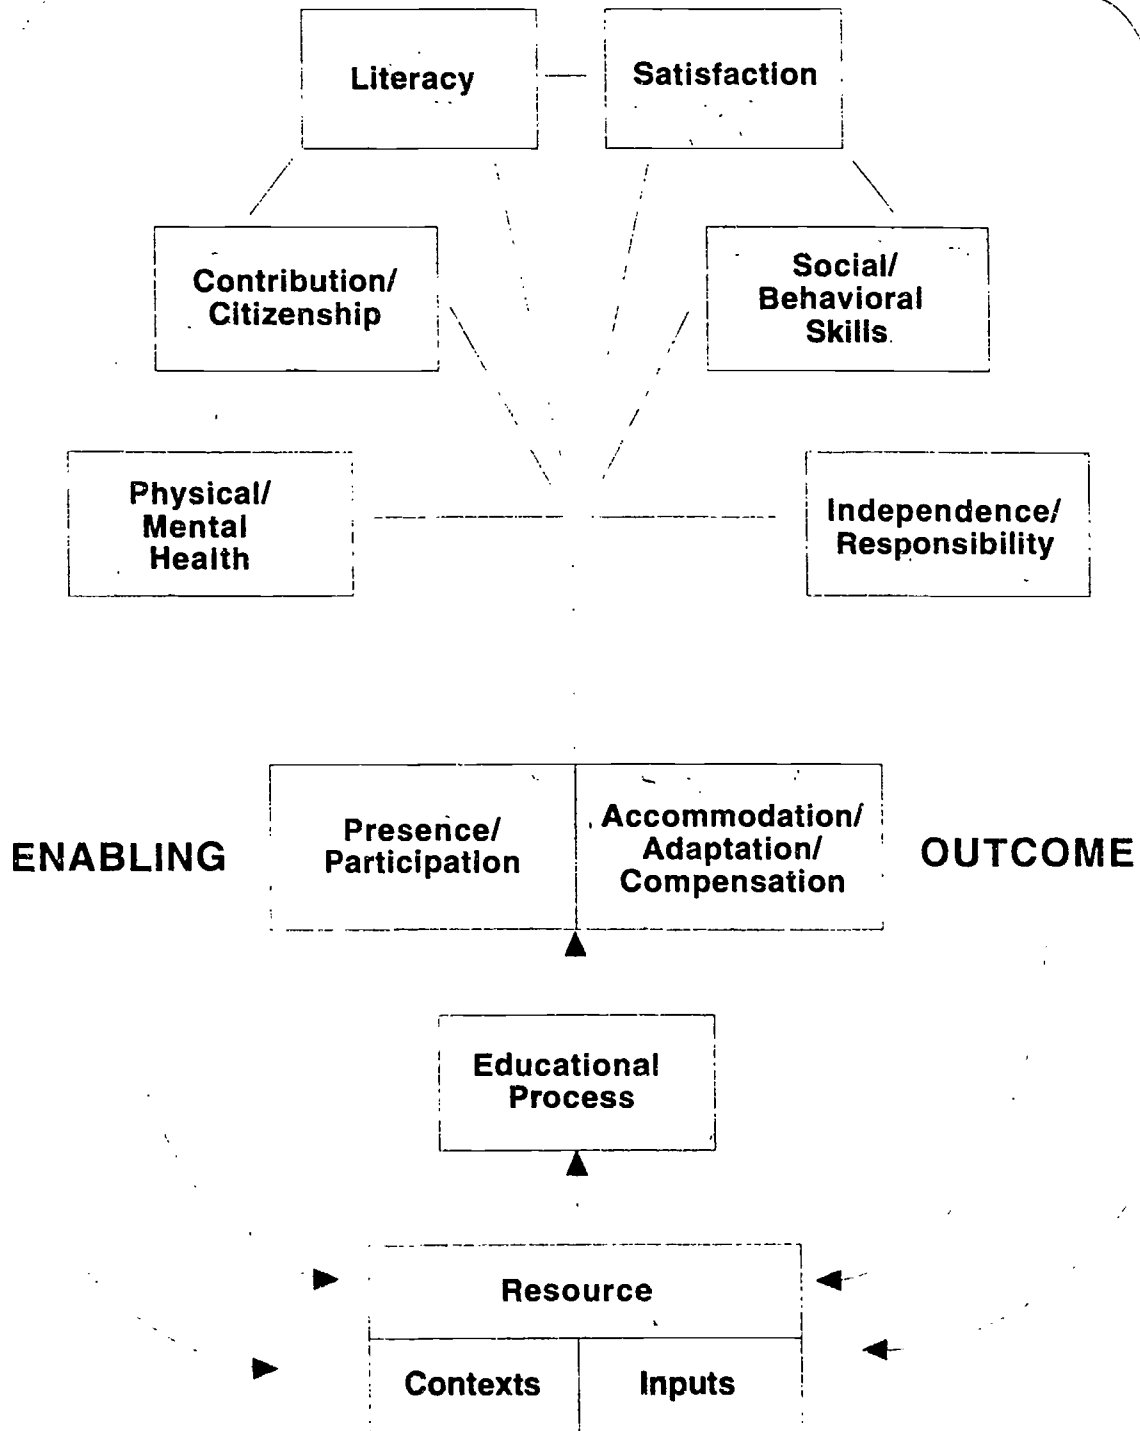 Literacy
Satisfaction
Contribution/
Citizenship
Social/
Behavioral
Skills
Physical/
Mental
Health
Independence/
Responsibility
ENABLING
Presence/
Participation
Accommodation/
Adaptation/
Compensation
OUTCOME
Educational
Process
Resource
Contexts
Inputs